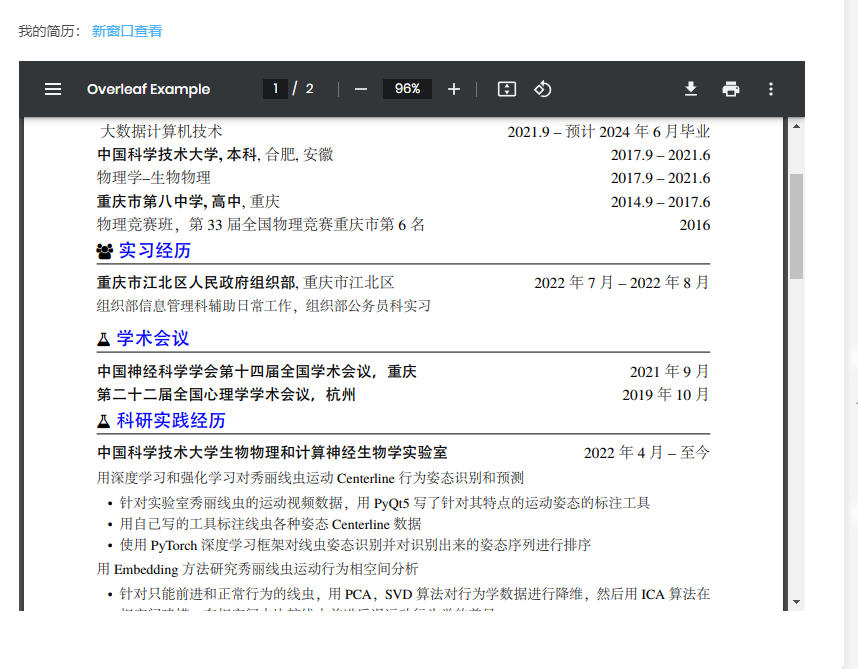 我的简历： 新窗口查看
Overleaf Example 1 / 2 96%
大数据计算机技术 2021.9 – 预计 2024 年 6 月毕业
中国科学技术大学, 本科, 合肥, 安徽 2017.9 – 2021.6
物理学–生物物理 2017.9 – 2021.6
重庆市第八中学, 高中, 重庆 2014.9 – 2017.6
物理竞赛班，第 33 届全国物理竞赛重庆市第 6 名 2016
实习经历
重庆市江北区人民政府组织部, 重庆市江北区 2022 年 7 月 – 2022 年 8 月
组织部信息管理科辅助日常工作，组织部公务员科实习
学术会议
中国神经科学学会第十四届全国学术会议，重庆 2021 年 9 月
第二十二届全国心理学学术会议，杭州 2019 年 10 月
科研实践经历
中国科学技术大学生物物理和计算神经生物学实验室 2022 年 4 月 – 至今
用深度学习和强化学习对秀丽线虫运动 Centerline 行为姿态识别和预测
• 针对实验室秀丽线虫的运动视频数据，用 PyQt5 写了针对其特点的运动姿态的标注工具
• 用自己写的工具标注线虫各种姿态 Centerline 数据
• 使用 PyTorch 深度学习框架对线虫姿态识别并对识别出来的姿态序列进行排序
用 Embedding 方法研究秀丽线虫运动行为相空间分析
• 针对只能前进和正常行为的线虫，用 PCA，SVD 算法对行为学数据进行降维，然后用 ICA 算法在